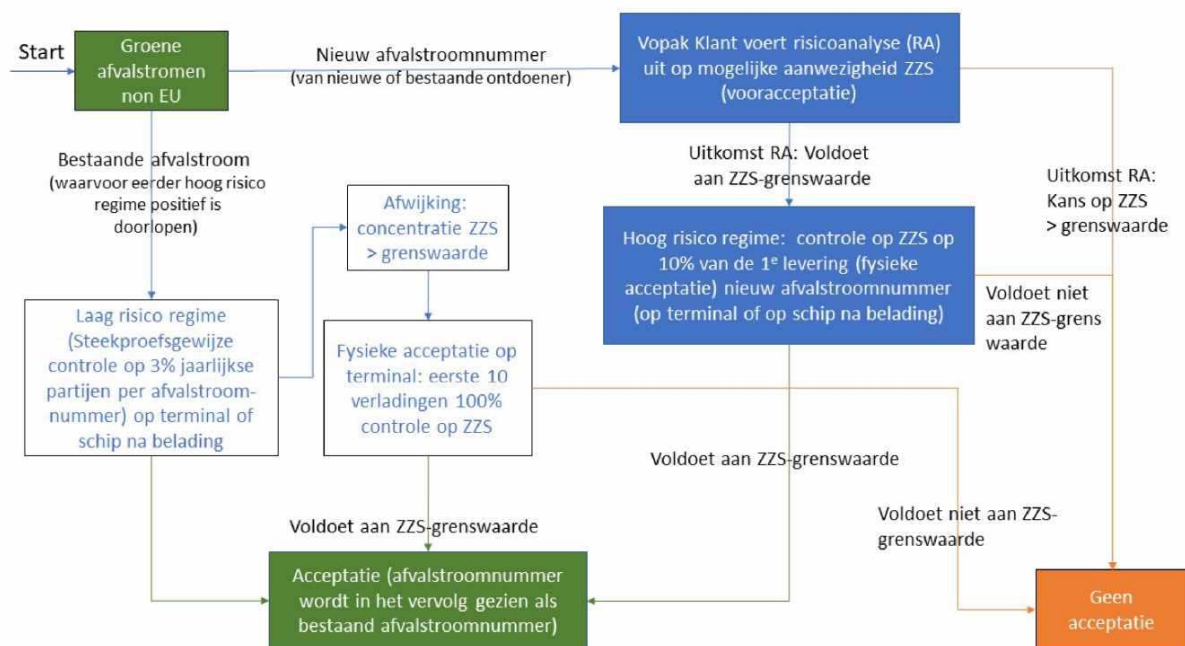 Start
Groene
afvalstromen
non EU
Nieuw afvalstroomnummer
(van nieuwe of bestaande ontdoener)
Vopak Klant voert risicoanalyse (RA)
uit op mogelijke aanwezigheid ZZS
(vooracceptatie)
Bestaande afvalstroom
(waarvoor eerder hoog risico
regime positief is
doorlopen)
Uitkomst RA: Voldoet
aan ZZS-grenswaarde
Uitkomst RA:
Kans op ZZS
> grenswaarde
Afwijking:
concentratie ZZS
> grenswaarde
Hoog risico regime:  controle op ZZS op
10% van de 1e levering (fysieke
acceptatie) nieuw afvalstroomnummer
(op terminal of op schip na belading)
Voldoet niet
aan ZZS-grens
waarde
Laag risico regime
(Steekproefsgewijze
controle op 3% jaarlijkse
partijen per afvalstroom-
nummer) op terminal of
schip na belading
Fysieke acceptatie op
terminal: eerste 10
verladingen 100%
controle op ZZS
Voldoet aan ZZS-grenswaarde
Voldoet aan ZZS-grenswaarde
Voldoet niet aan ZZS-
grenswaarde
Acceptatie (afvalstroomnummer
wordt in het vervolg gezien als
bestaand afvalstroomnummer)
Geen
acceptatie